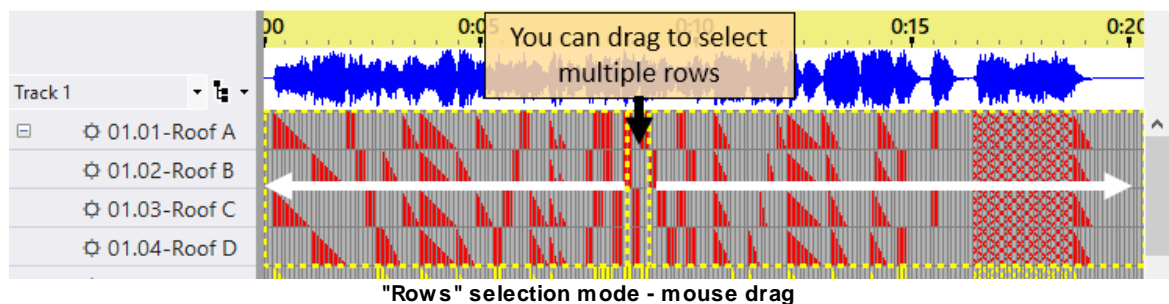 00 0:05 0:10 0:15 0:20
You can drag to select
multiple rows
Track 1
01.01-Roof A
01.02-Roof B
01.03-Roof C
01.04-Roof D
"Rows" selection mode - mouse drag